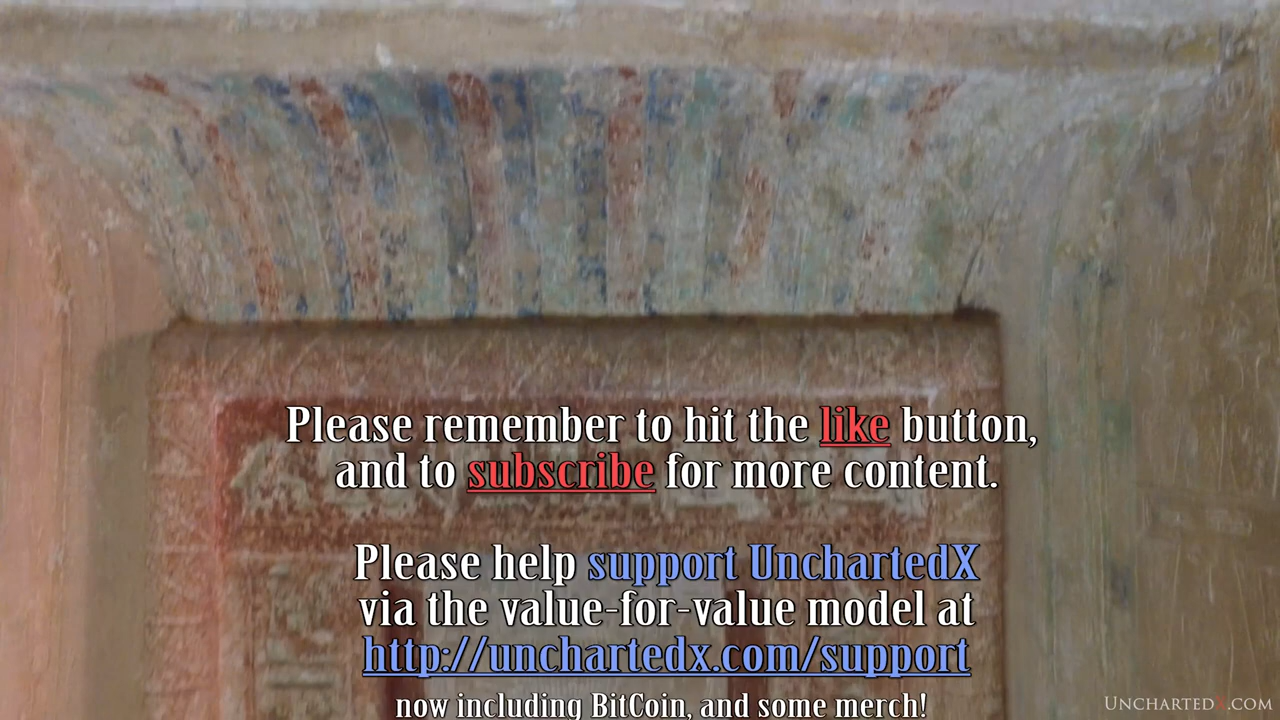 Please remember to hit the like button,
and to subscribe for more content.
Please help support UnchartedX
via the value-for-value model at
http://unchartedx.com/support
now including BitCoin, and some merch!
UnchartedX.com